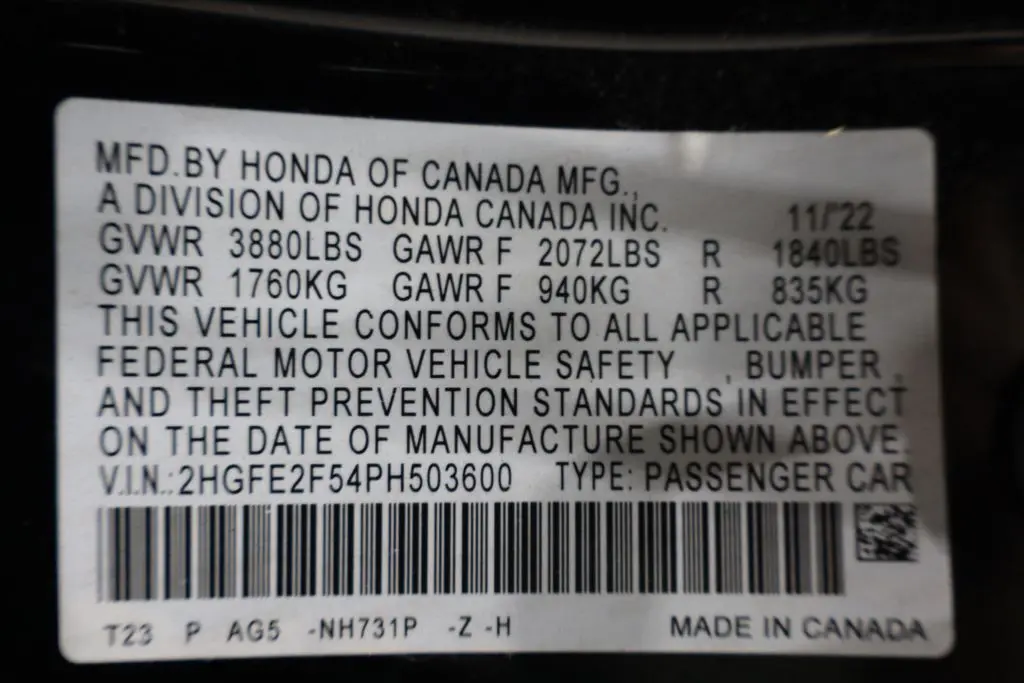 MFD.BY HONDA OF CANADA MFG.,
A DIVISION OF HONDA CANADA INC. 11/'22
GVWR 3880LBS GAWR F 2072LBS R 1840LBS
GVWR 1760KG GAWR F 940KG R 835KG
THIS VEHICLE CONFORMS TO ALL APPLICABLE
FEDERAL MOTOR VEHICLE SAFETY , BUMPER ,
AND THEFT PREVENTION STANDARDS IN EFFECT
ON THE DATE OF MANUFACTURE SHOWN ABOVE.
V.I.N.:2HGFE2F54PH503600 TYPE: PASSENGER CAR
T23 P AG5 -NH731P -Z -H MADE IN CANADA